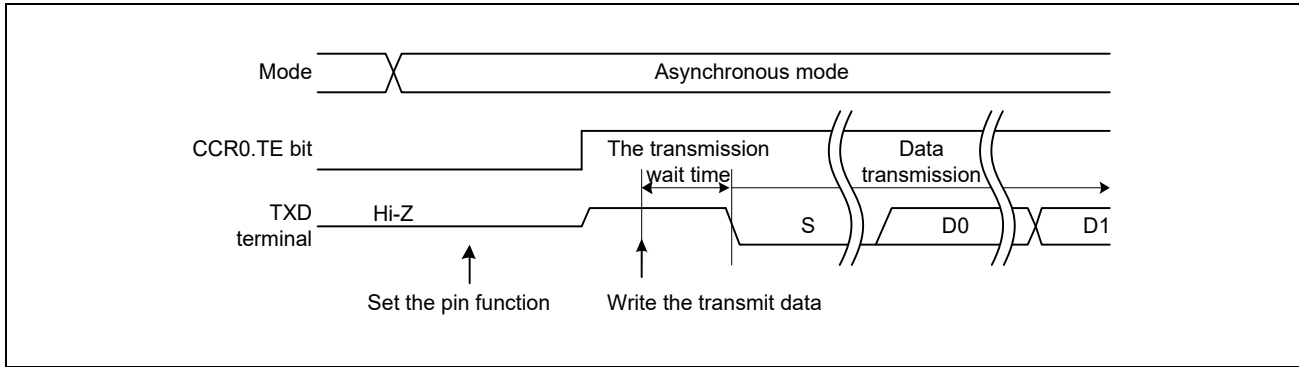 Mode
Asynchronous mode
CCR0.TE bit
The transmission
wait time
Data
transmission
TXD
terminal
Hi-Z
S
D0
D1
Set the pin function
Write the transmit data